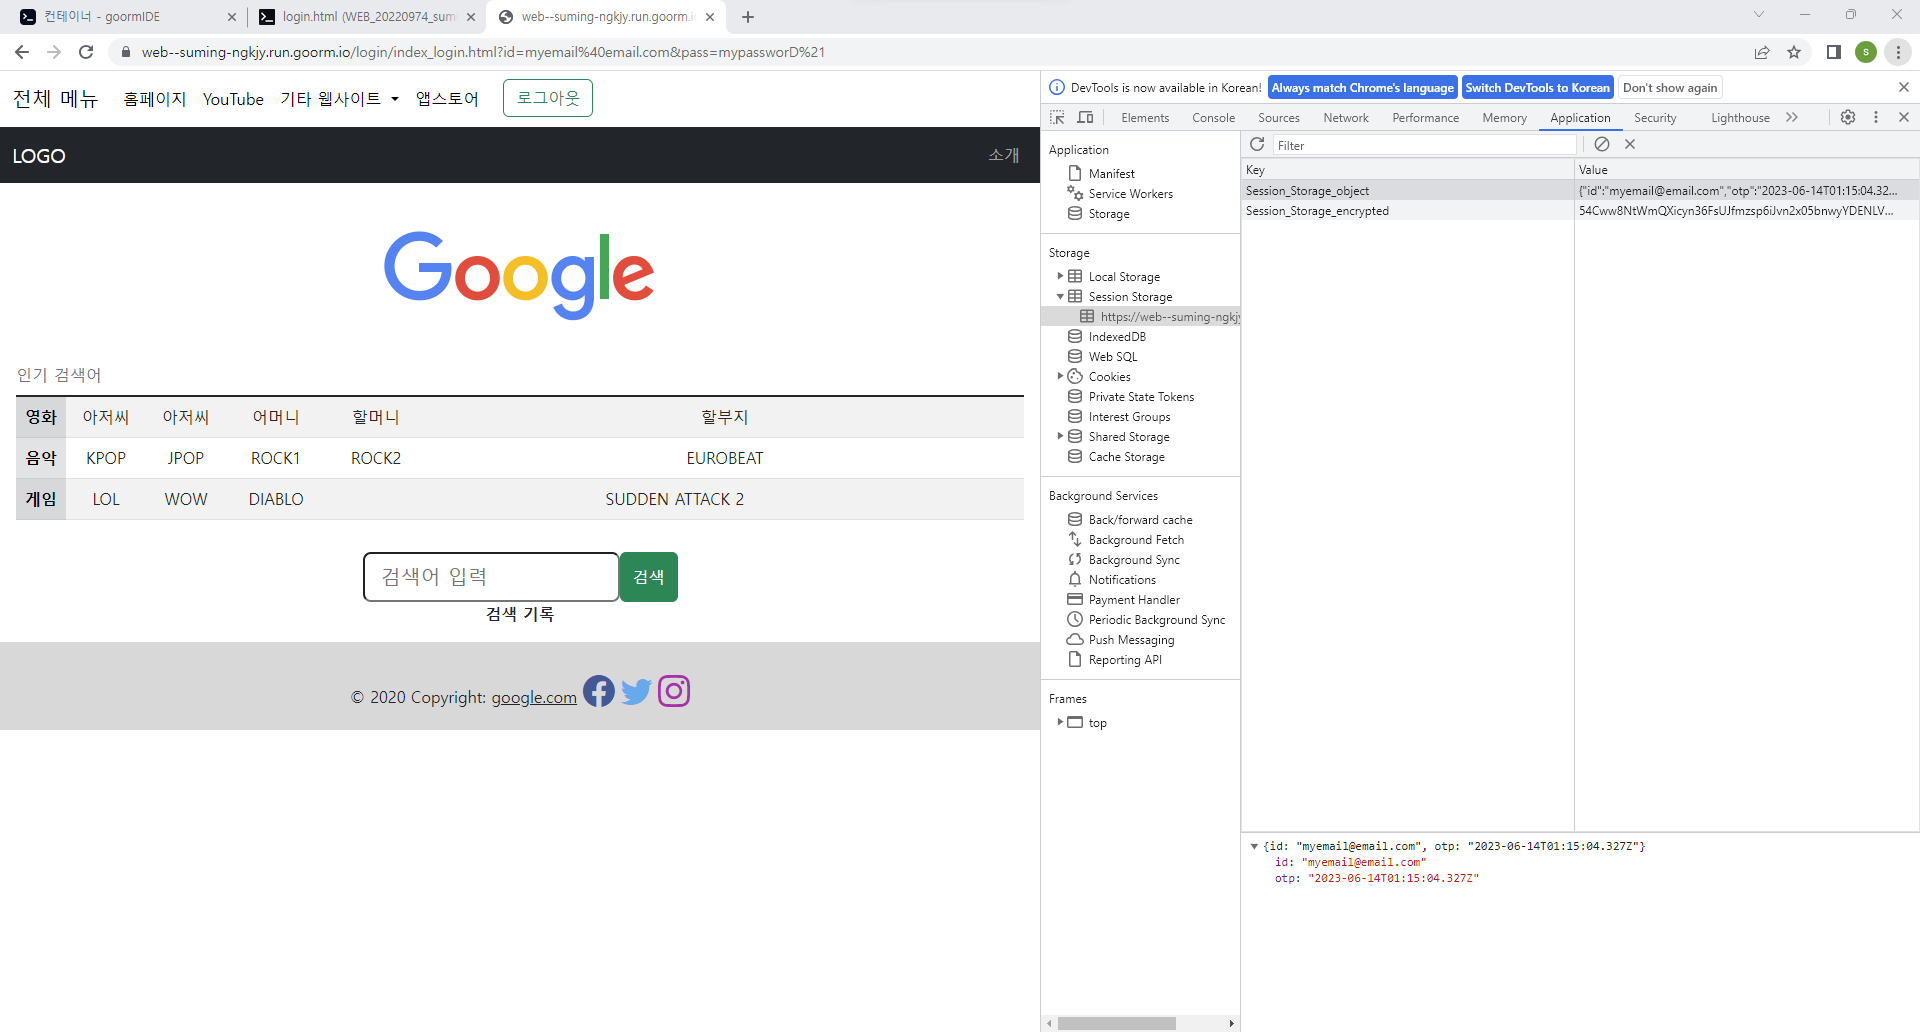 컨테이너 - goormIDE
login.html (WEB_20220974_sumi
web--suming-ngkjy.run.goorm.i
web--suming-ngkjy.run.goorm.io/login/index_login.html?id=myemail%40email.com&pass=mypassworD%21
s
전체 메뉴 홈페이지 YouTube 기타 웹사이트 앱스토어 로그아웃
LOGO 소개
Google
인기 검색어
영화 아저씨 아저씨 어머니 할머니 할부지
음악 KPOP JPOP ROCK1 ROCK2 EUROBEAT
게임 LOL WOW DIABLO SUDDEN ATTACK 2
검색어 입력 검색
검색 기록
© 2020 Copyright: google.com
DevTools is now available in Korean! Always match Chrome's language Switch DevTools to Korean Don't show again
Elements Console Sources Network Performance Memory Application Security Lighthouse
Application
Manifest
Service Workers
Storage
Storage
Local Storage
Session Storage
https://web--suming-ngkjy
IndexedDB
Web SQL
Cookies
Private State Tokens
Interest Groups
Shared Storage
Cache Storage
Background Services
Back/forward cache
Background Fetch
Background Sync
Notifications
Payment Handler
Periodic Background Sync
Push Messaging
Reporting API
Frames
top
Filter
Key Value
Session_Storage_object {"id":"myemail@email.com","otp":"2023-06-14T01:15:04.32...
Session_Storage_encrypted 54Cww8NtWmQXicyn36FsUJfmzsp6iJvn2x05bnwyYDENLV...
{id: "myemail@email.com", otp: "2023-06-14T01:15:04.327Z"}
id: "myemail@email.com"
otp: "2023-06-14T01:15:04.327Z"